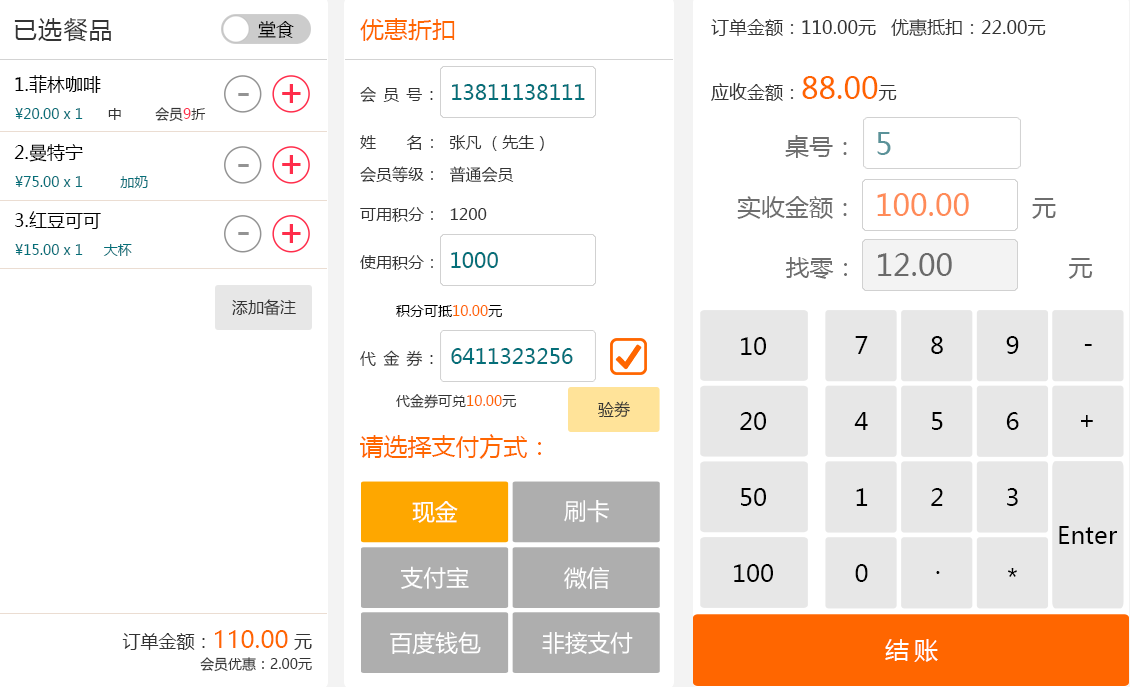 已选餐品
堂食
1.菲林咖啡
¥20.00 x 1 中 会员9折
2.曼特宁
¥75.00 x 1 加奶
3.红豆可可
¥15.00 x 1 大杯
添加备注
订单金额：110.00 元
会员优惠：2.00元
优惠折扣
会 员 号：13811138111
姓 名：张凡（先生）
会员等级：普通会员
可用积分：1200
使用积分：1000
积分可抵10.00元
代 金 券：6411323256
代金券可兑10.00元
验券
请选择支付方式：
现金 刷卡
支付宝 微信
百度钱包 非接支付
订单金额：110.00元 优惠抵扣：22.00元
应收金额：88.00元
桌号：5
实收金额：100.00 元
找零：12.00 元
10 7 8 9 -
20 4 5 6 +
50 1 2 3
Enter
100 0 · *
结账